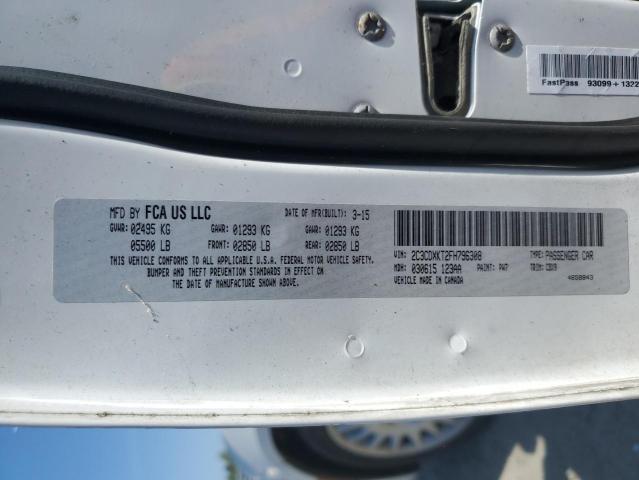 FastPass 93099+1322
MFD BY FCA US LLC DATE OF MFR(BUILT): 3-15
GVWR: 02495 KG GAWR: 01293 KG GAWR: 01293 KG
05500 LB FRONT: 02850 LB REAR: 02850 LB
THIS VEHICLE CONFORMS TO ALL APPLICABLE U.S.A. FEDERAL MOTOR VEHICLE SAFETY,
BUMPER AND THEFT PREVENTION STANDARDS IN EFFECT ON
THE DATE OF MANUFACTURE SHOWN ABOVE.
VIN: 2C3CDXKT2FH796308 TYPE: PASSENGER CAR
MDH: 030615 123AA PAINT: PW7 TRIM: CDX9
VEHICLE MADE IN CANADA 4658843